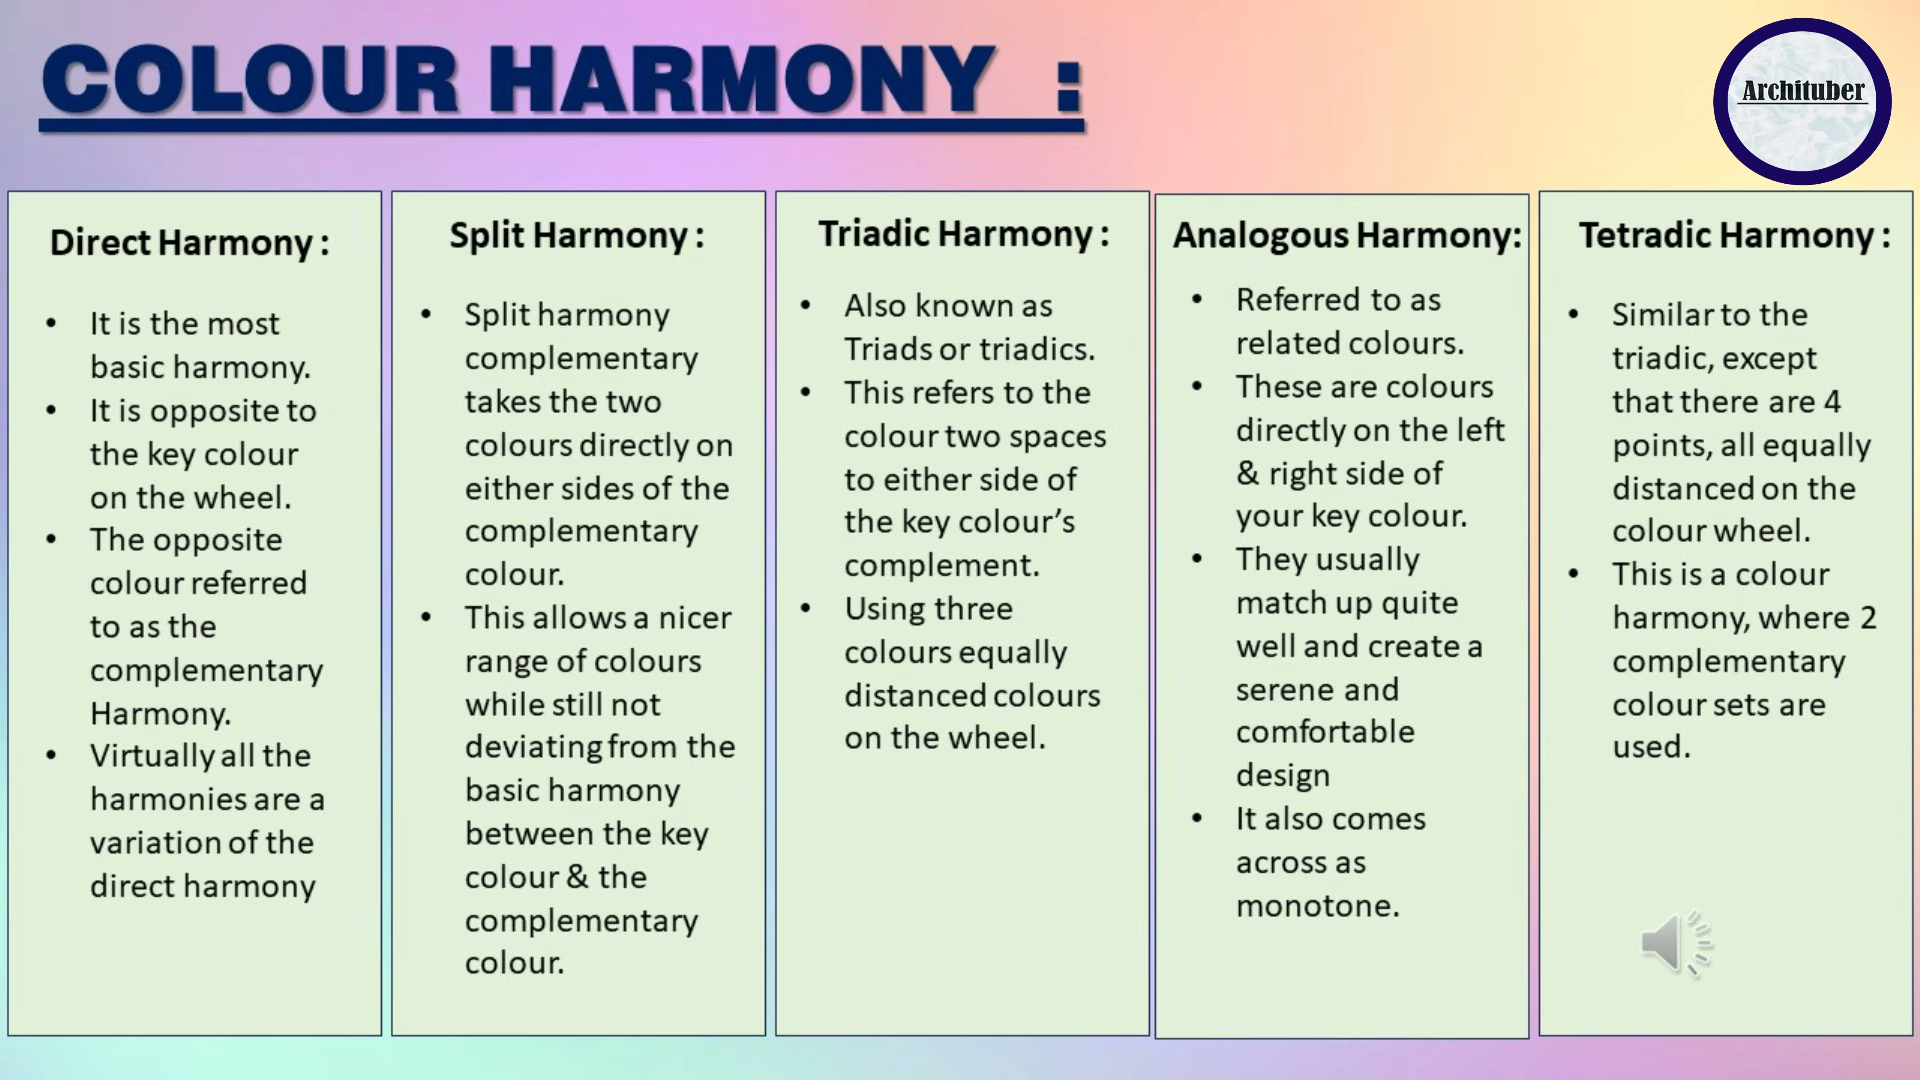 COLOUR HARMONY :
Archituber
Direct Harmony :
• It is the most
basic harmony.
• It is opposite to
the key colour
on the wheel.
• The opposite
colour referred
to as the
complementary
Harmony.
• Virtually all the
harmonies are a
variation of the
direct harmony
Split Harmony :
• Split harmony
complementary
takes the two
colours directly on
either sides of the
complementary
colour.
• This allows a nicer
range of colours
while still not
deviating from the
basic harmony
between the key
colour & the
complementary
colour.
Triadic Harmony :
• Also known as
Triads or triadics.
• This refers to the
colour two spaces
to either side of
the key colour’s
complement.
• Using three
colours equally
distanced colours
on the wheel.
Analogous Harmony:
• Referred to as
related colours.
• These are colours
directly on the left
& right side of
your key colour.
• They usually
match up quite
well and create a
serene and
comfortable
design
• It also comes
across as
monotone.
Tetradic Harmony :
• Similar to the
triadic, except
that there are 4
points, all equally
distanced on the
colour wheel.
• This is a colour
harmony, where 2
complementary
colour sets are
used.